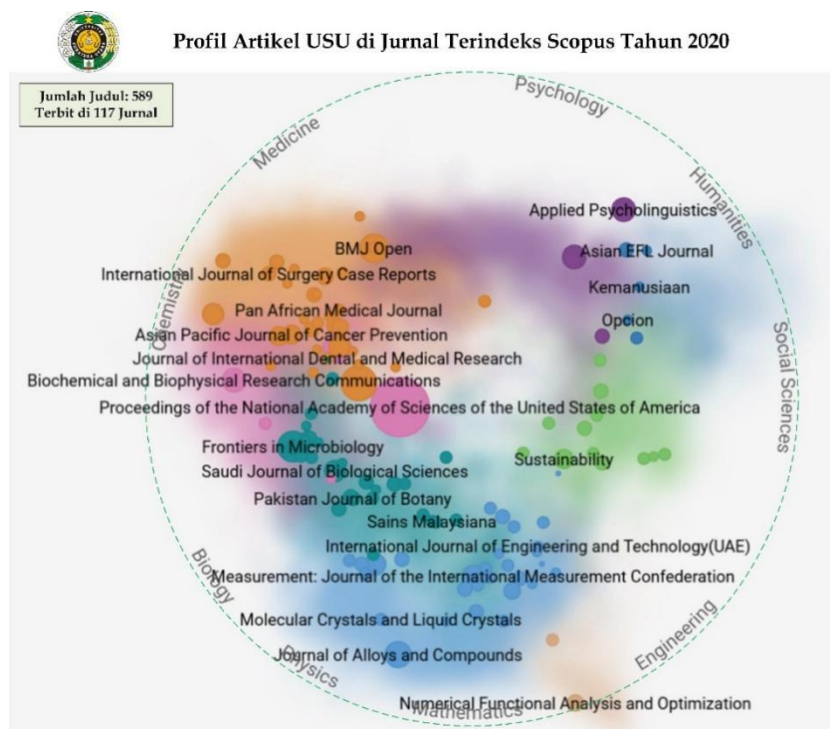 Profil Artikel USU di Jurnal Terindeks Scopus Tahun 2020
Jumlah Judul: 589
Terbit di 117 Jurnal
Psychology
Medicine
Humanities
Applied Psycholinguistics
BMJ Open
Asian EFL Journal
International Journal of Surgery Case Reports
Kemanusiaan
Chemistry
Pan African Medical Journal
Opcion
Asian Pacific Journal of Cancer Prevention
Journal of International Dental and Medical Research
Social Sciences
Biochemical and Biophysical Research Communications
Proceedings of the National Academy of Sciences of the United States of America
Frontiers in Microbiology
Sustainability
Saudi Journal of Biological Sciences
Pakistan Journal of Botany
Sains Malaysiana
International Journal of Engineering and Technology(UAE)
Biology
Measurement: Journal of the International Measurement Confederation
Molecular Crystals and Liquid Crystals
Engineering
Journal of Alloys and Compounds
Physics
Numerical Functional Analysis and Optimization
Mathematics